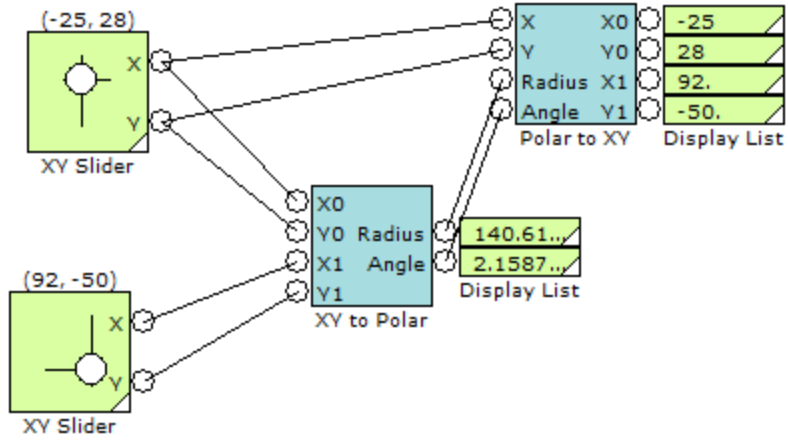 (-25, 28)
X
Y
XY Slider
X X0
Y Y0
Radius X1
Angle Y1
Polar to XY
-25
28
92.
-50.
Display List
X0
Y0 Radius
X1 Angle
Y1
XY to Polar
140.61...
2.1587...
Display List
(92, -50)
X
Y
XY Slider